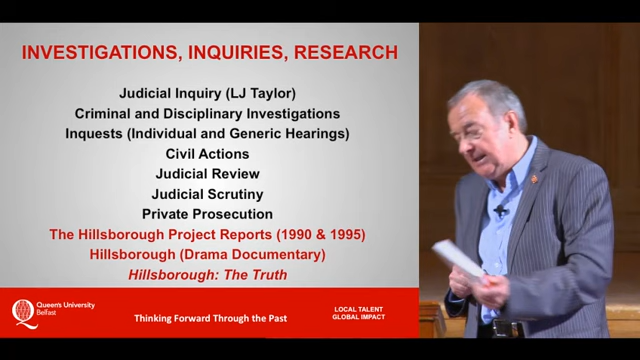 INVESTIGATIONS, INQUIRIES, RESEARCH
Judicial Inquiry (LJ Taylor)
Criminal and Disciplinary Investigations
Inquests (Individual and Generic Hearings)
Civil Actions
Judicial Review
Judicial Scrutiny
Private Prosecution
The Hillsborough Project Reports (1990 & 1995)
Hillsborough (Drama Documentary)
Hillsborough: The Truth
Queen's University
Belfast
Thinking Forward Through the Past
LOCAL TALENT
GLOBAL IMPACT